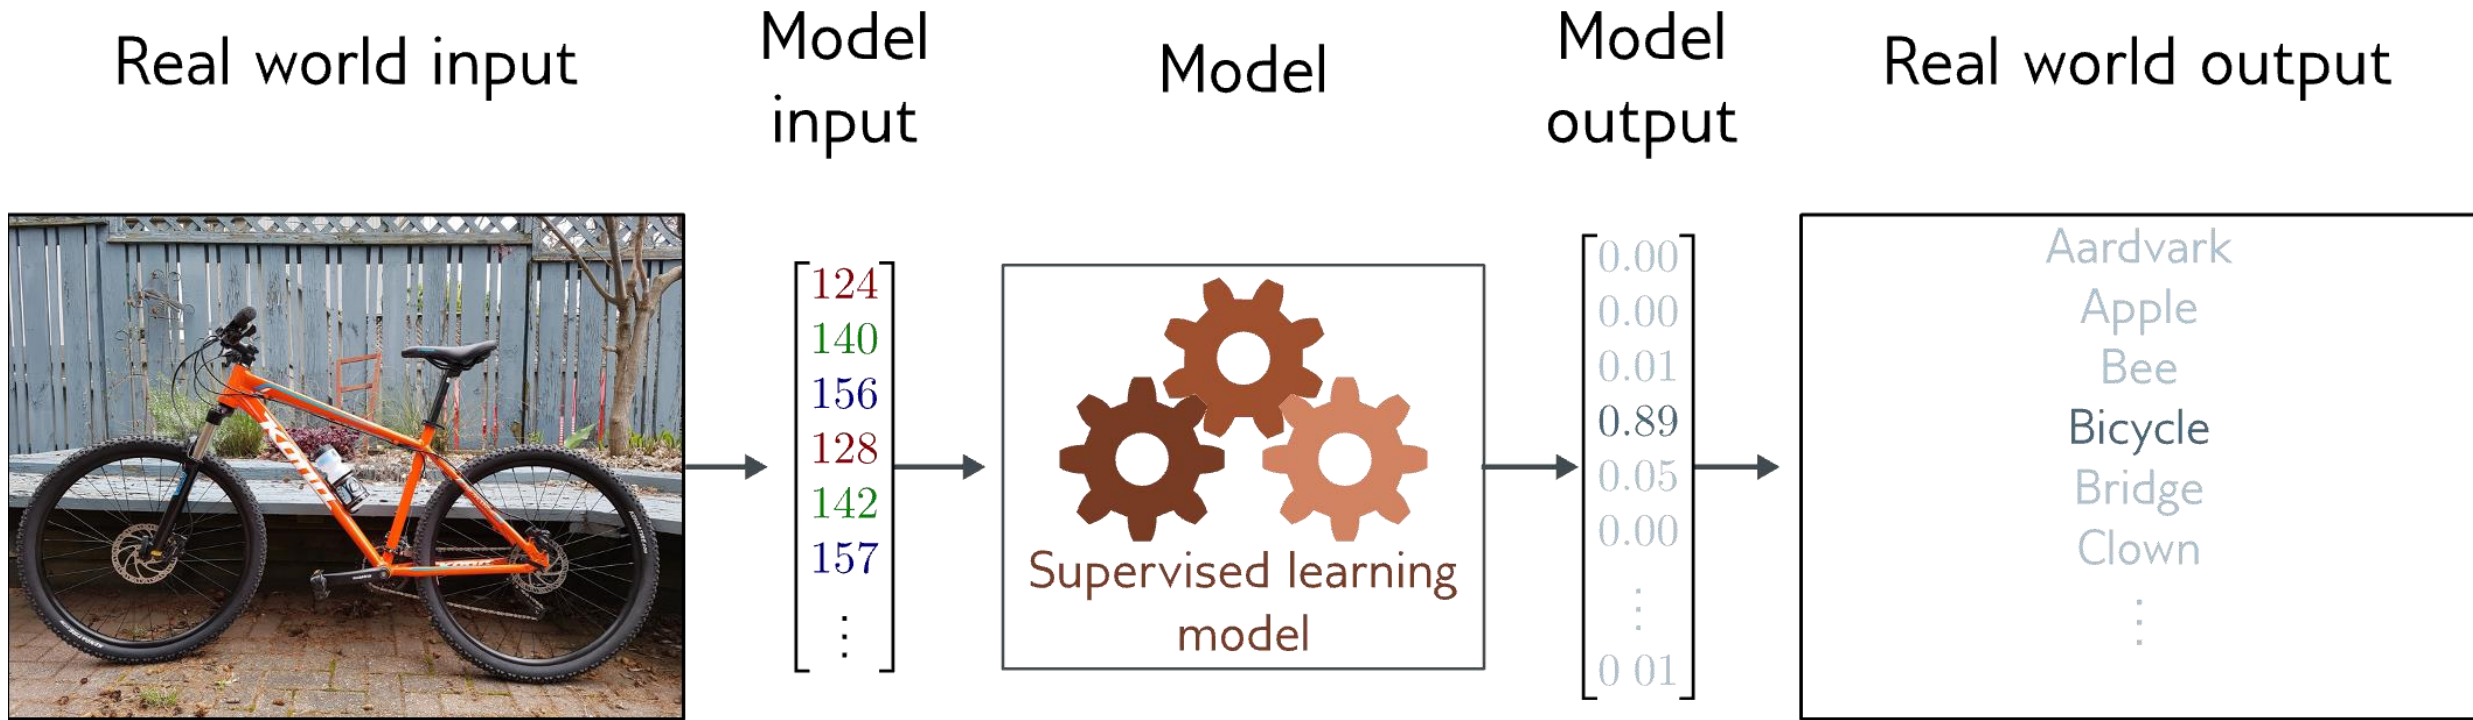 Real world input
Model
input
Model
Model
output
Real world output
KONA
KONA
124
140
156
128
142
157
⋮
Supervised learning
model
0.00
0.00
0.01
0.89
0.05
0.00
⋮
0 01
Aardvark
Apple
Bee
Bicycle
Bridge
Clown
⋮